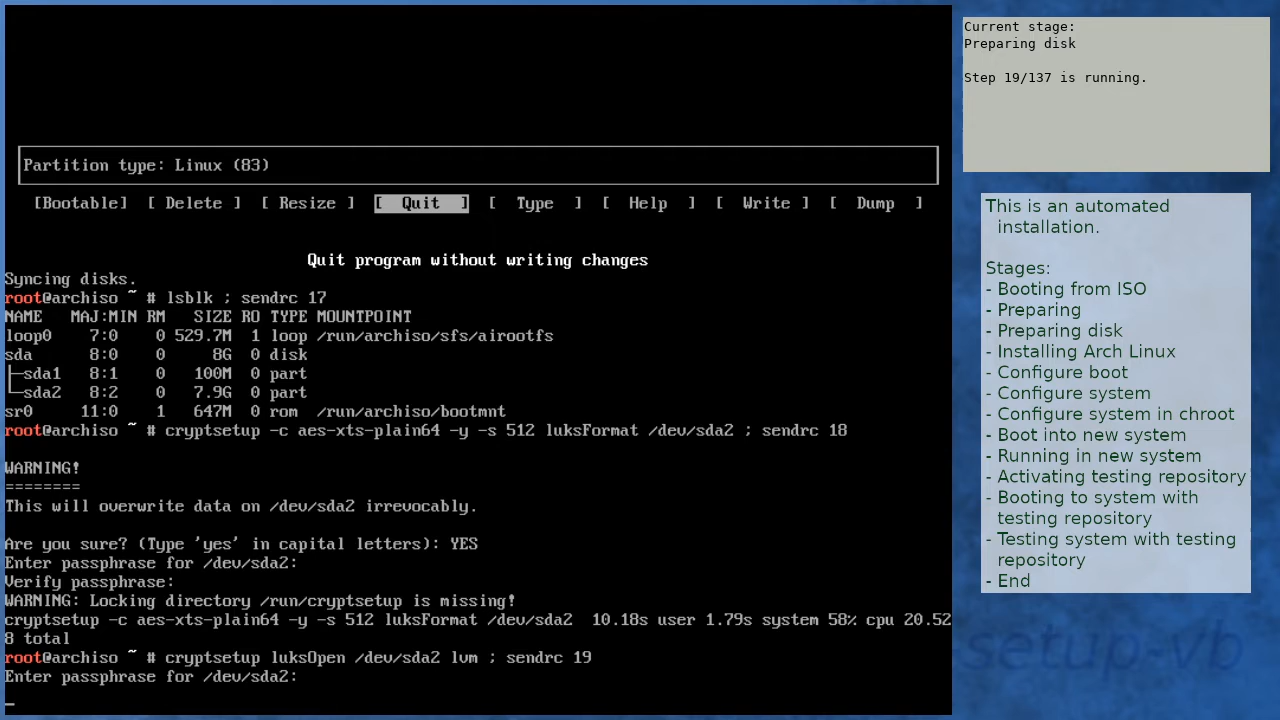 Partition type: Linux (83)
[Bootable] [ Delete ] [ Resize ] [ Quit ] [ Type ] [ Help ] [ Write ] [ Dump ]
Quit program without writing changes
Syncing disks.
root@archiso ~ # lsblk ; sendrc 17
NAME   MAJ:MIN RM   SIZE RO TYPE MOUNTPOINT
loop0    7:0    0 529.7M  1 loop /run/archiso/sfs/airootfs
sda      8:0    0     8G  0 disk
├─sda1   8:1    0   100M  0 part
└─sda2   8:2    0   7.9G  0 part
sr0     11:0    1   647M  0 rom  /run/archiso/bootmnt
root@archiso ~ # cryptsetup -c aes-xts-plain64 -y -s 512 luksFormat /dev/sda2 ; sendrc 18
WARNING!
========
This will overwrite data on /dev/sda2 irrevocably.
Are you sure? (Type 'yes' in capital letters): YES
Enter passphrase for /dev/sda2:
Verify passphrase:
WARNING: Locking directory /run/cryptsetup is missing!
cryptsetup -c aes-xts-plain64 -y -s 512 luksFormat /dev/sda2  10.18s user 1.79s system 58% cpu 20.52
8 total
root@archiso ~ # cryptsetup luksOpen /dev/sda2 lvm ; sendrc 19
Enter passphrase for /dev/sda2:
Current stage:
Preparing disk
Step 19/137 is running.
This is an automated
installation.
Stages:
- Booting from ISO
- Preparing
- Preparing disk
- Installing Arch Linux
- Configure boot
- Configure system
- Configure system in chroot
- Boot into new system
- Running in new system
- Activating testing repository
- Booting to system with
testing repository
- Testing system with testing
repository
- End
setup-vb